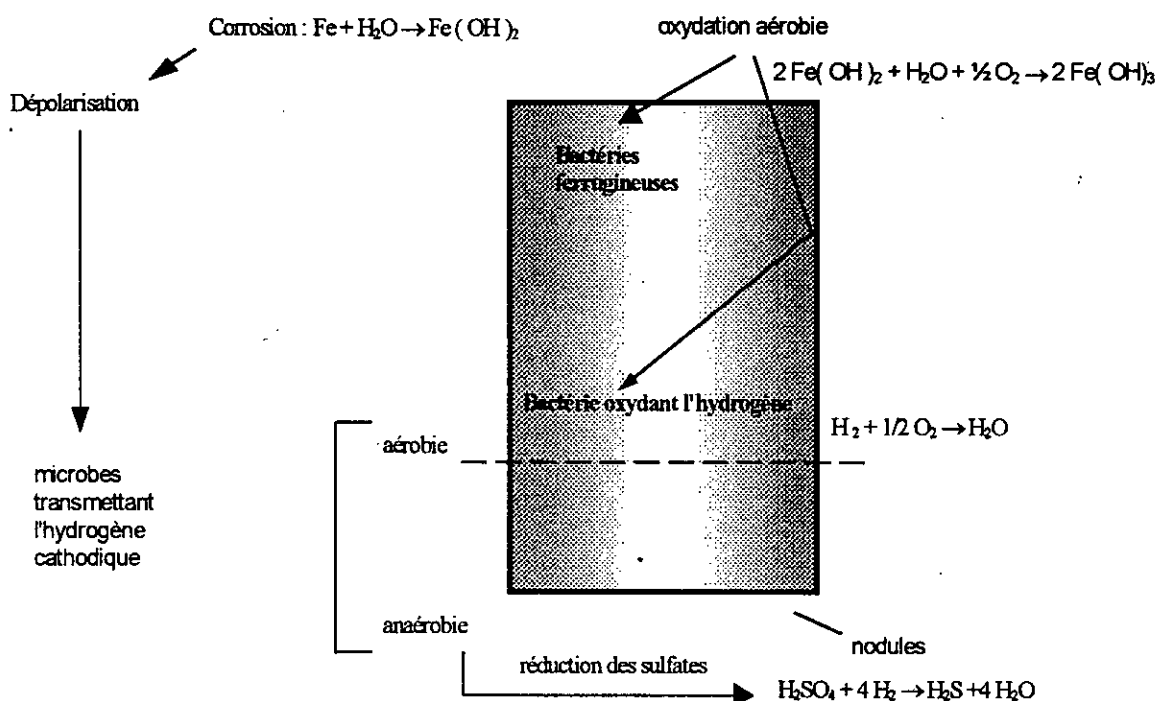 Corrosion : Fe + H₂O → Fe ( OH )₂
oxydation aérobie
2 Fe( OH )₂ + H₂O + ½ O₂ → 2 Fe( OH)₃
Dépolarisation
Bactéries
ferrugineuses
Bactérie oxydant l'hydrogène
H₂ + 1/2 O₂ → H₂O
aérobie
microbes
transmettant
l'hydrogène
cathodique
anaérobie
nodules
réduction des sulfates
H₂SO₄ + 4 H₂ → H₂S +4 H₂O